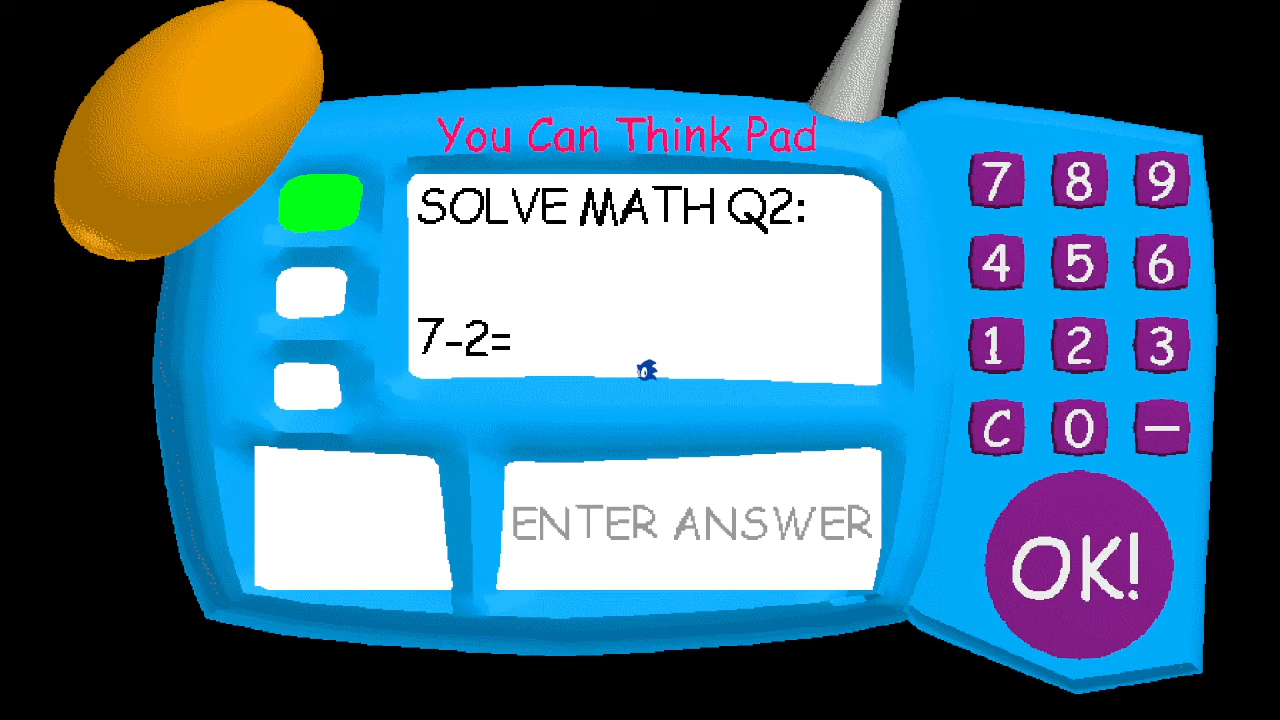 You Can Think Pad
SOLVE MATH Q2:
7-2=
ENTER ANSWER
7 8 9
4 5 6
1 2 3
C 0 —
OK!